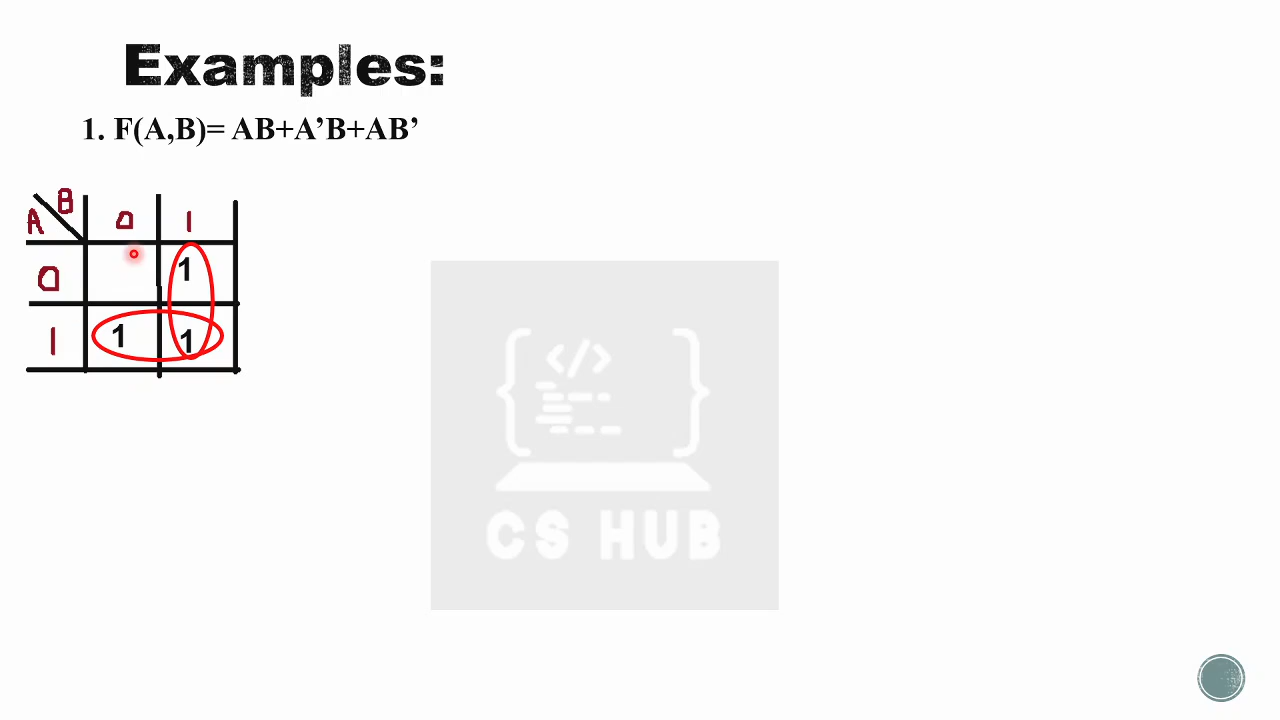 Examples:
1. F(A,B)= AB+A’B+AB’
B
A 0 1
0 1
1 1 1
</>
CS HUB